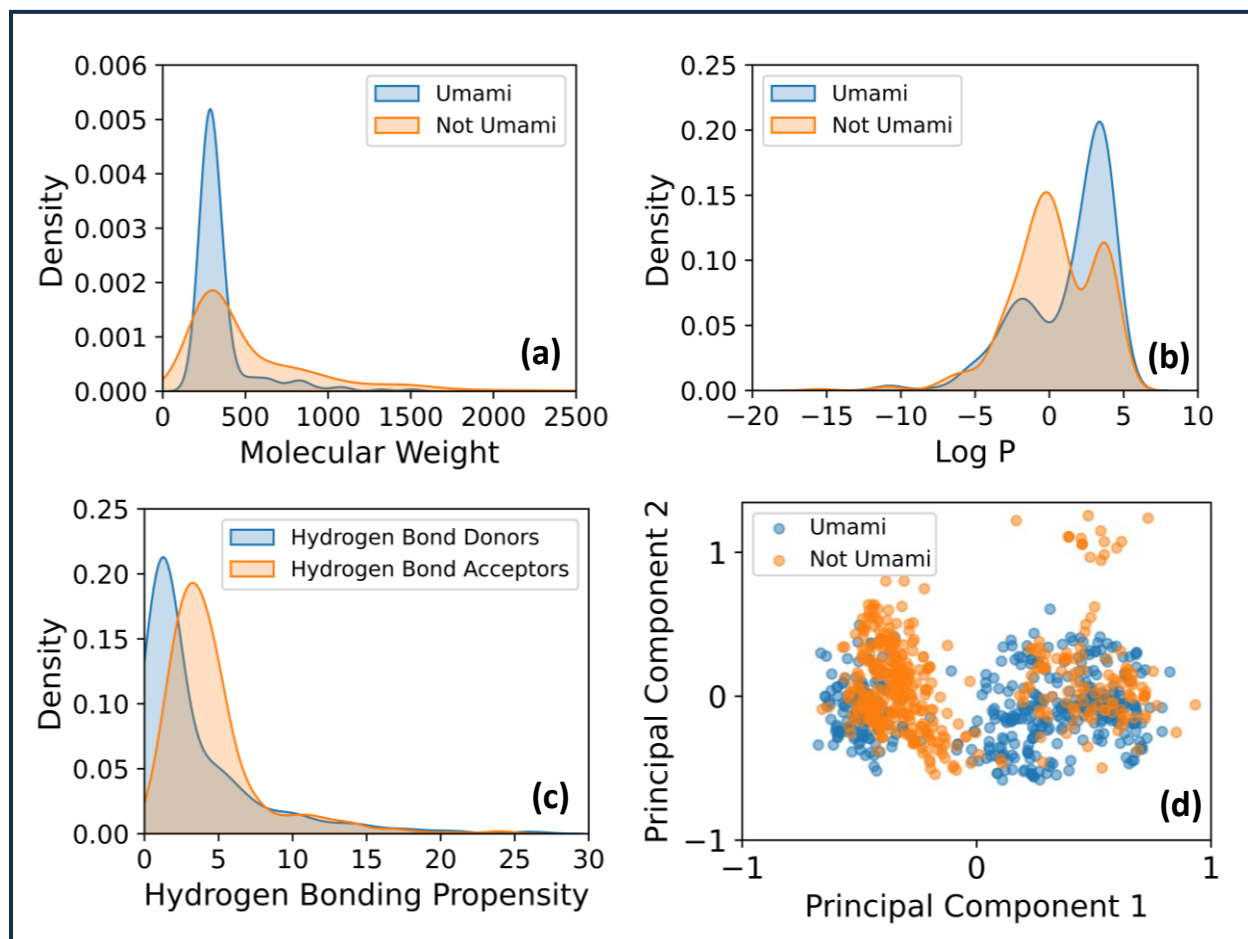 0.006
0.005
0.004
0.003
0.002
0.001
0.000
Density
Umami
Not Umami
(a)
0
500
1000
1500
2000
2500
Molecular Weight
0.25
0.20
0.15
0.10
0.05
0.00
Density
Umami
Not Umami
(b)
−20
−15
−10
−5
0
5
10
Log P
0.25
0.20
0.15
0.10
0.05
0.00
Density
Hydrogen Bond Donors
Hydrogen Bond Acceptors
(c)
0
5
10
15
20
25
30
Hydrogen Bonding Propensity
1
0
−1
Principal Component 2
Umami
Not Umami
(d)
−1
0
1
Principal Component 1